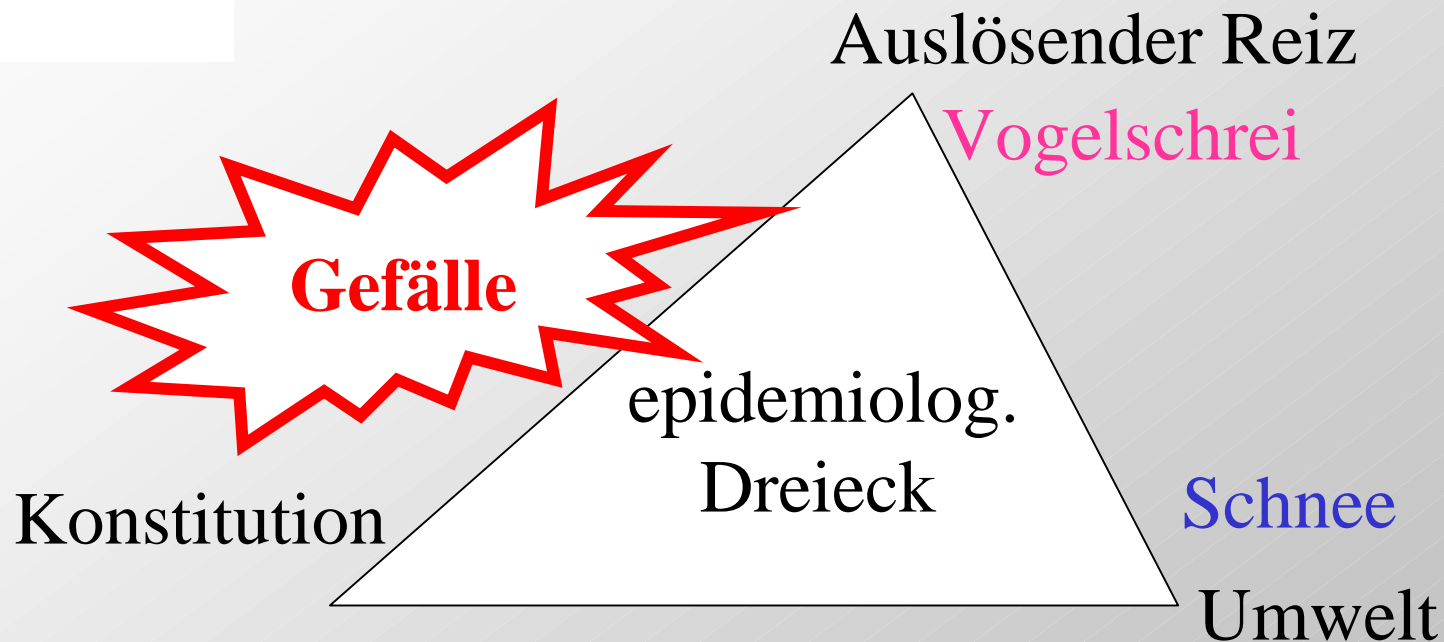 Auslösender Reiz
Vogelschrei
Gefälle
epidemiolog.
Dreieck
Konstitution
Schnee
Umwelt